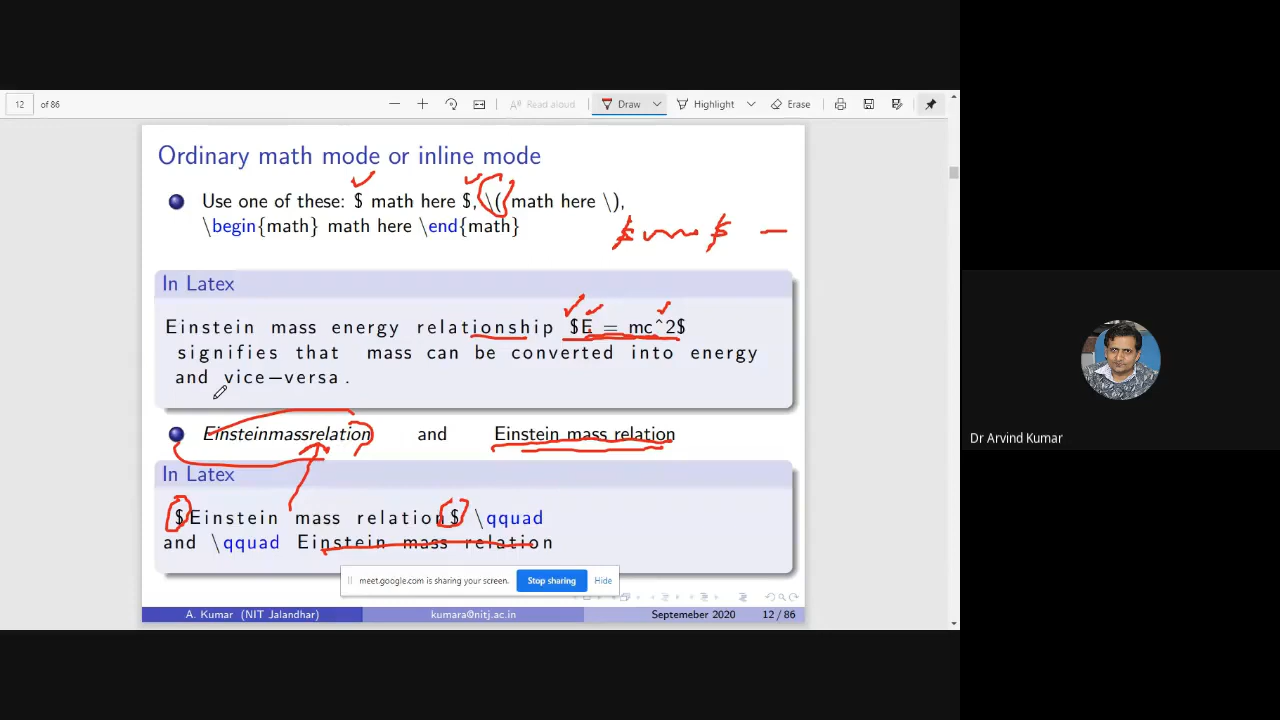 12 of 86
Read aloud
Draw
Highlight
Erase
Ordinary math mode or inline mode
Use one of these: $ math here $, \( math here \),
\begin{math} math here \end{math}
$ $
In Latex
Einstein mass energy relationship $E = mc^2$
signifies that mass can be converted into energy
and vice-versa.
Einsteinmassrelation and Einstein mass relation
In Latex
$Einstein mass relation$ \qquad
and \qquad Einstein mass relation
meet.google.com is sharing your screen. Stop sharing Hide
A. Kumar (NIT Jalandhar) kumara@nitj.ac.in Septemeber 2020 12 / 86
Dr Arvind Kumar